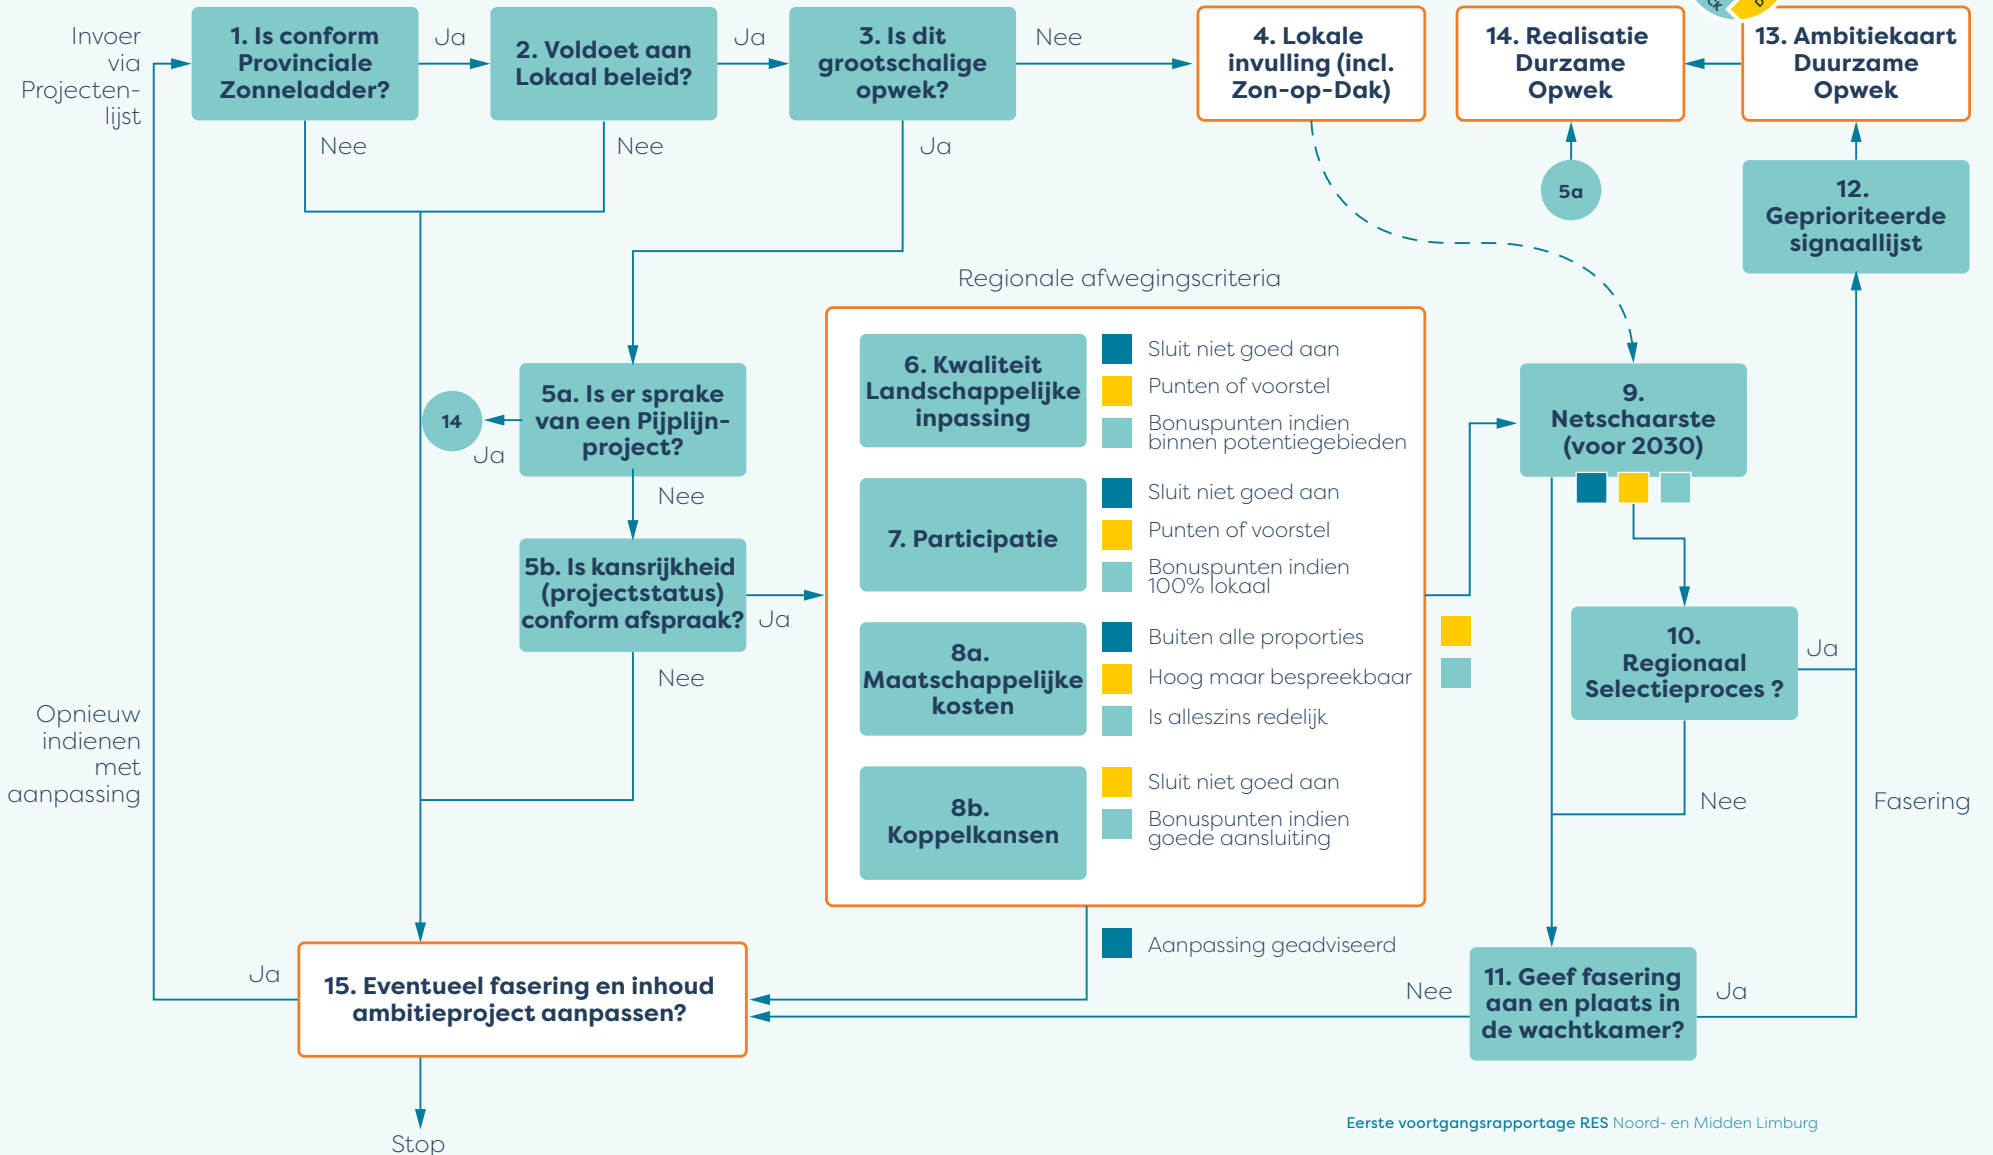 Invoer
via
Projecten-
lijst
1. Is conform
Provinciale
Zonneladder?
Ja
2. Voldoet aan
Lokaal beleid?
Ja
3. Is dit
grootschalige
opwek?
Nee
4. Lokale
invulling (incl.
Zon-op-Dak)
14. Realisatie
Durzame
Opwek
13. Ambitiekaart
Duurzame
Opwek
Nee
Nee
Ja
5a
12.
Geprioriteerde
signaallijst
Regionale afwegingscriteria
14
Ja
5a. Is er sprake
van een Pijplijn-
project?
Nee
5b. Is kansrijkheid
(projectstatus)
conform afspraak?
Ja
Nee
6. Kwaliteit
Landschappelijke
inpassing
Sluit niet goed aan
Punten of voorstel
Bonuspunten indien
binnen potentiegebieden
7. Participatie
Sluit niet goed aan
Punten of voorstel
Bonuspunten indien
100% lokaal
8a.
Maatschappelijke
kosten
Buiten alle proporties
Hoog maar bespreekbaar
Is alleszins redelijk
8b.
Koppelkansen
Sluit niet goed aan
Bonuspunten indien
goede aansluiting
9.
Netschaarste
(voor 2030)
10.
Regionaal
Selectieproces ?
Ja
Nee
Fasering
Opnieuw
indienen
met
aanpassing
Aanpassing geadviseerd
Ja
15. Eventueel fasering en inhoud
ambitieproject aanpassen?
Nee
11. Geef fasering
aan en plaats in
de wachtkamer?
Ja
Stop
Eerste voortgangsrapportage RES Noord- en Midden Limburg